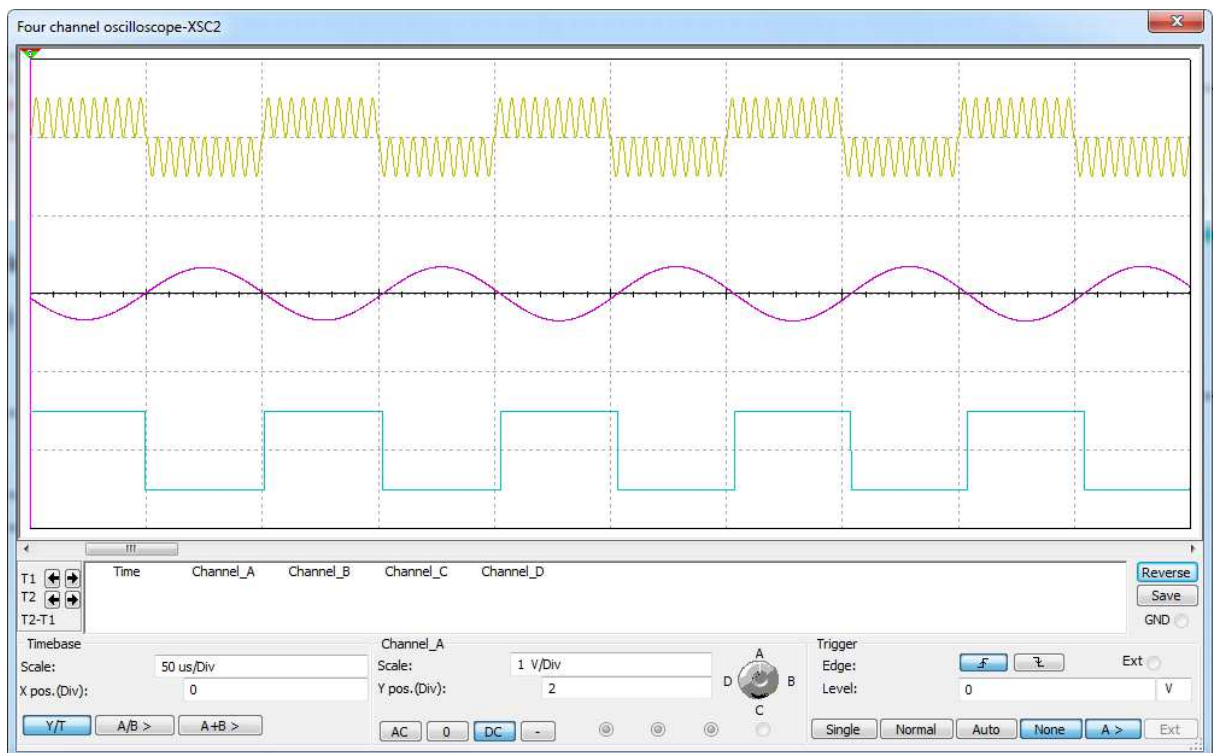 Four channel oscilloscope-XSC2
Time Channel_A Channel_B Channel_C Channel_D
T1
T2
T2-T1
Reverse
Save
GND
Timebase
Scale: 50 us/Div
X pos.(Div): 0
Y/T A/B > A+B >
Channel_A
Scale: 1 V/Div
Y pos.(Div): 2
AC 0 DC -
A
D B
C
Trigger
Edge: Ext
Level: 0 V
Single Normal Auto None A > Ext